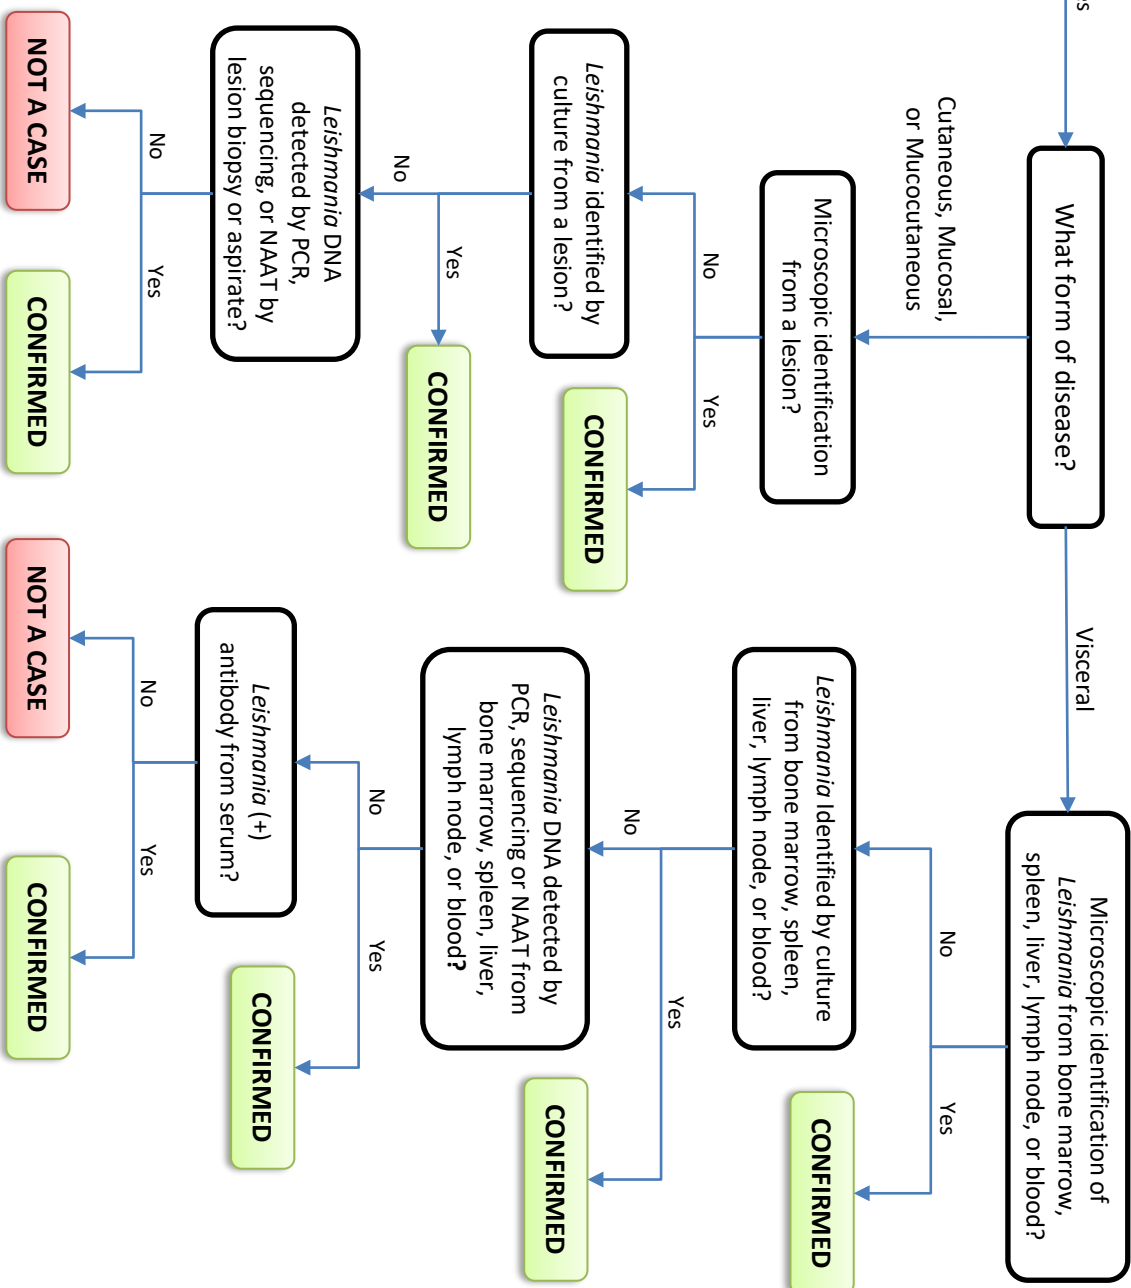 es
What form of disease?
Cutaneous, Mucosal,
or Mucocutaneous
Visceral
Microscopic identification
from a lesion?
No
Yes
CONFIRMED
Leishmania identified by
culture from a lesion?
No
Yes
CONFIRMED
Leishmania DNA
detected by PCR,
sequencing, or NAAT by
lesion biopsy or aspirate?
No
Yes
NOT A CASE
CONFIRMED
Microscopic identification of
Leishmania from bone marrow,
spleen, liver, lymph node, or blood?
No
Yes
CONFIRMED
Leishmania Identified by culture
from bone marrow, spleen,
liver, lymph node, or blood?
No
Yes
CONFIRMED
Leishmania DNA detected by
PCR, sequencing or NAAT from
bone marrow, spleen, liver,
lymph node, or blood?
No
Yes
CONFIRMED
Leishmania (+)
antibody from serum?
No
Yes
NOT A CASE
CONFIRMED